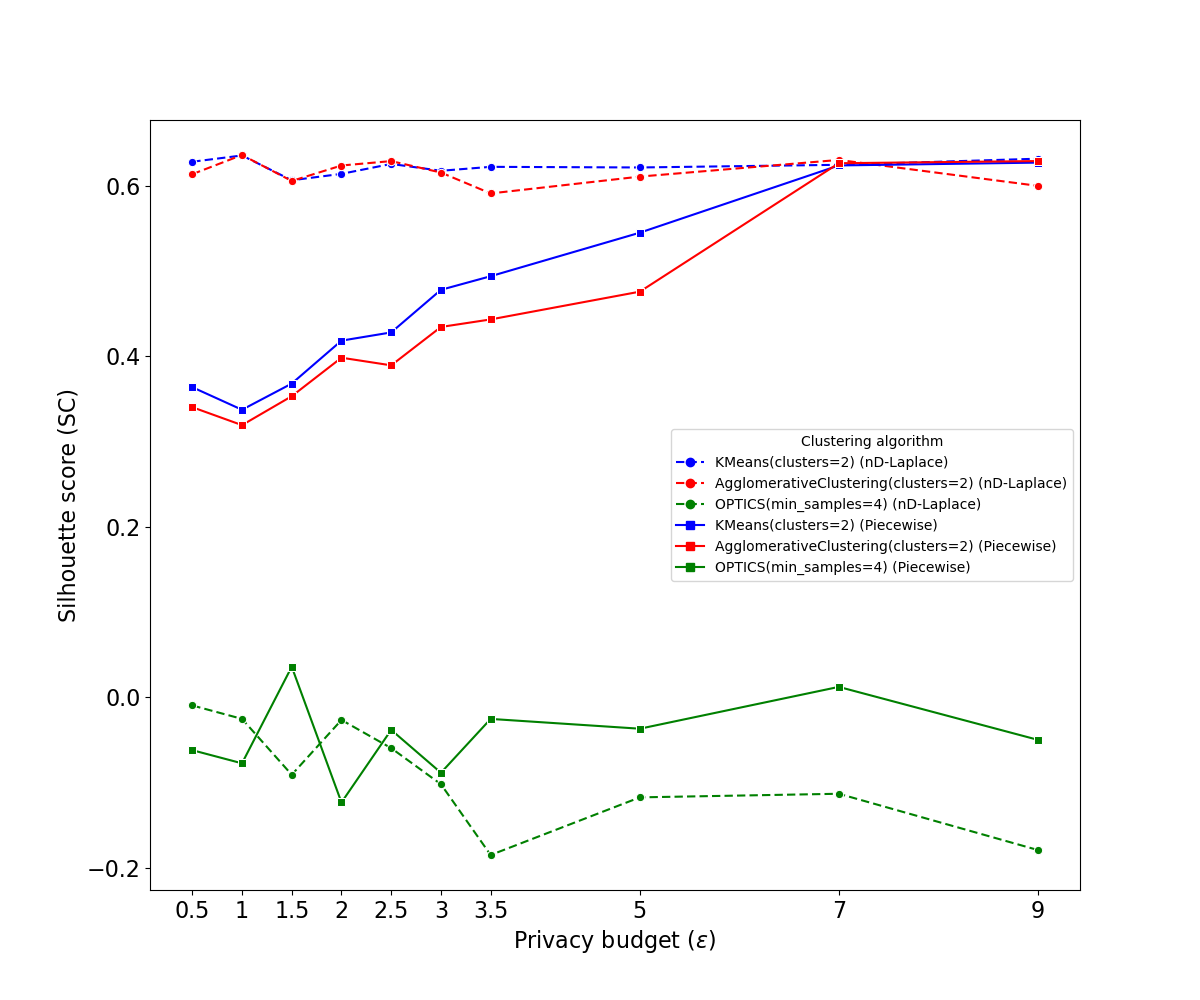 0.6
0.4
0.2
0.0
−0.2
Silhouette score (SC)
Clustering algorithm
KMeans(clusters=2) (nD-Laplace)
AgglomerativeClustering(clusters=2) (nD-Laplace)
OPTICS(min_samples=4) (nD-Laplace)
KMeans(clusters=2) (Piecewise)
AgglomerativeClustering(clusters=2) (Piecewise)
OPTICS(min_samples=4) (Piecewise)
0.5 1 1.5 2 2.5 3 3.5 5 7 9
Privacy budget (ε)